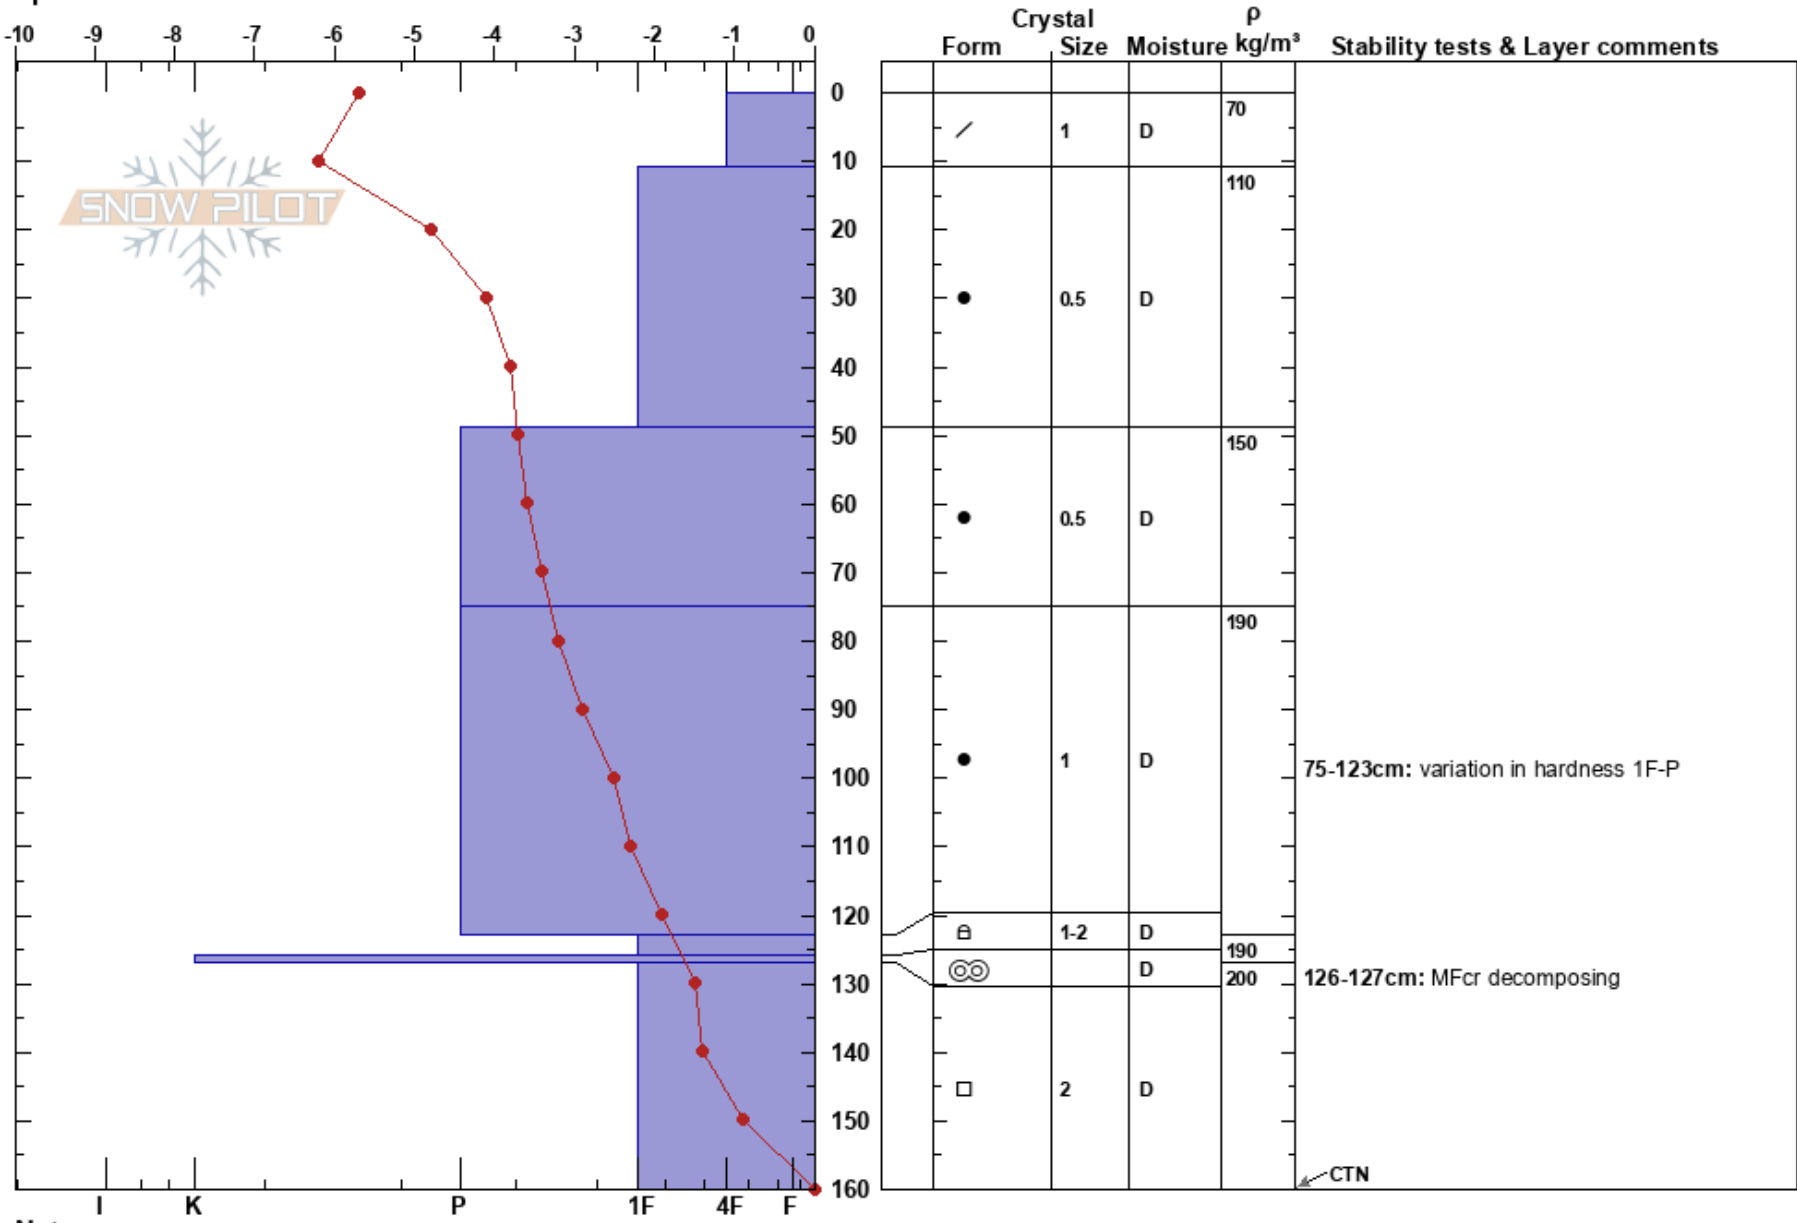 Crystal ρ
-10 -9 -8 -7 -6 -5 -4 -3 -2 -1 0
Form Size Moisture kg/m³ Stability tests & Layer comments
0
70
1 D
10
110
SNOW PILOT
20
30
0.5 D
40
50
150
60
0.5 D
70
190
80
90
1 D
75-123cm: variation in hardness 1F-P
100
110
120
1-2 D
190
D
200
126-127cm: MFcr decomposing
130
140
2 D
150
CTN
160
I K P 1F 4F F